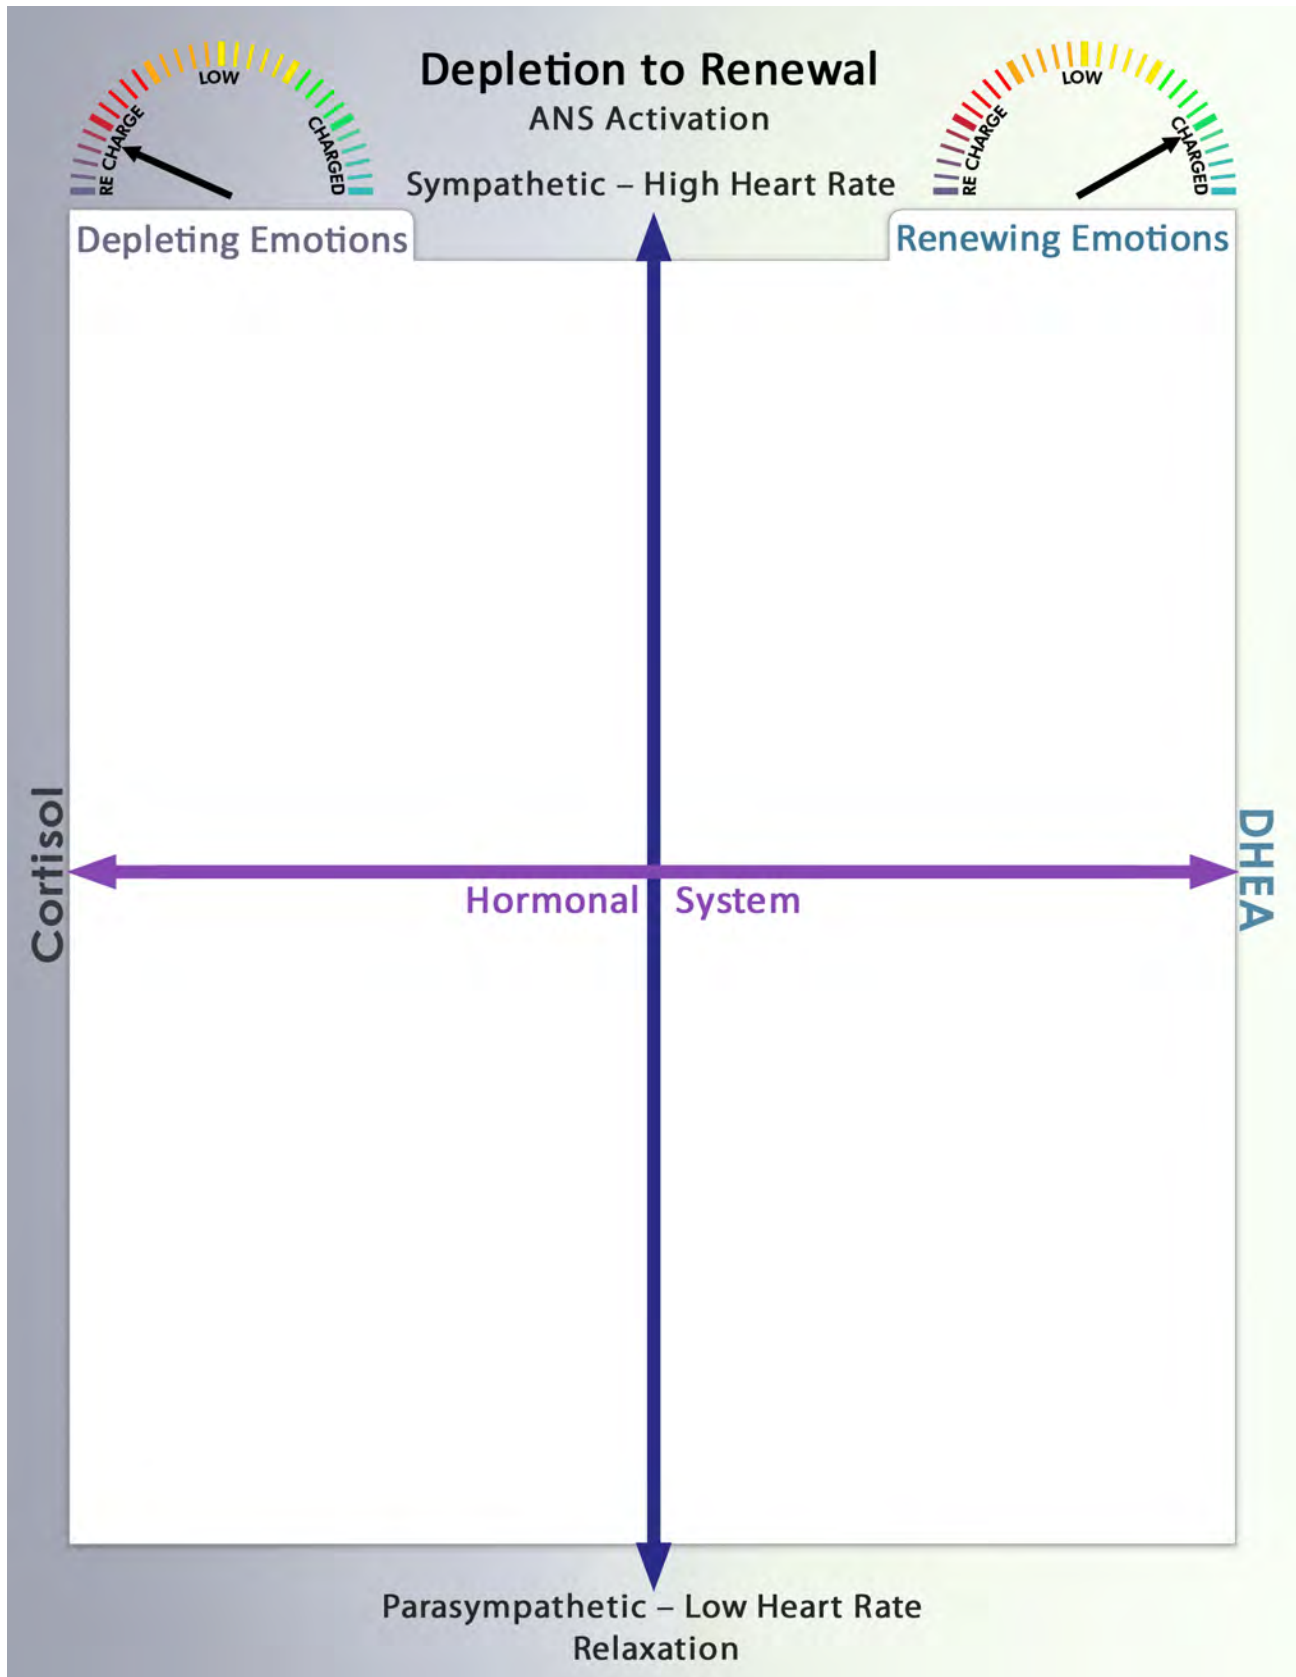 LOW
RE CHARGE
CHARGED
Depletion to Renewal
ANS Activation
LOW
RE CHARGE
CHARGED
Sympathetic – High Heart Rate
Depleting Emotions
Renewing Emotions
Cortisol
DHEA
Hormonal System
Parasympathetic – Low Heart Rate
Relaxation